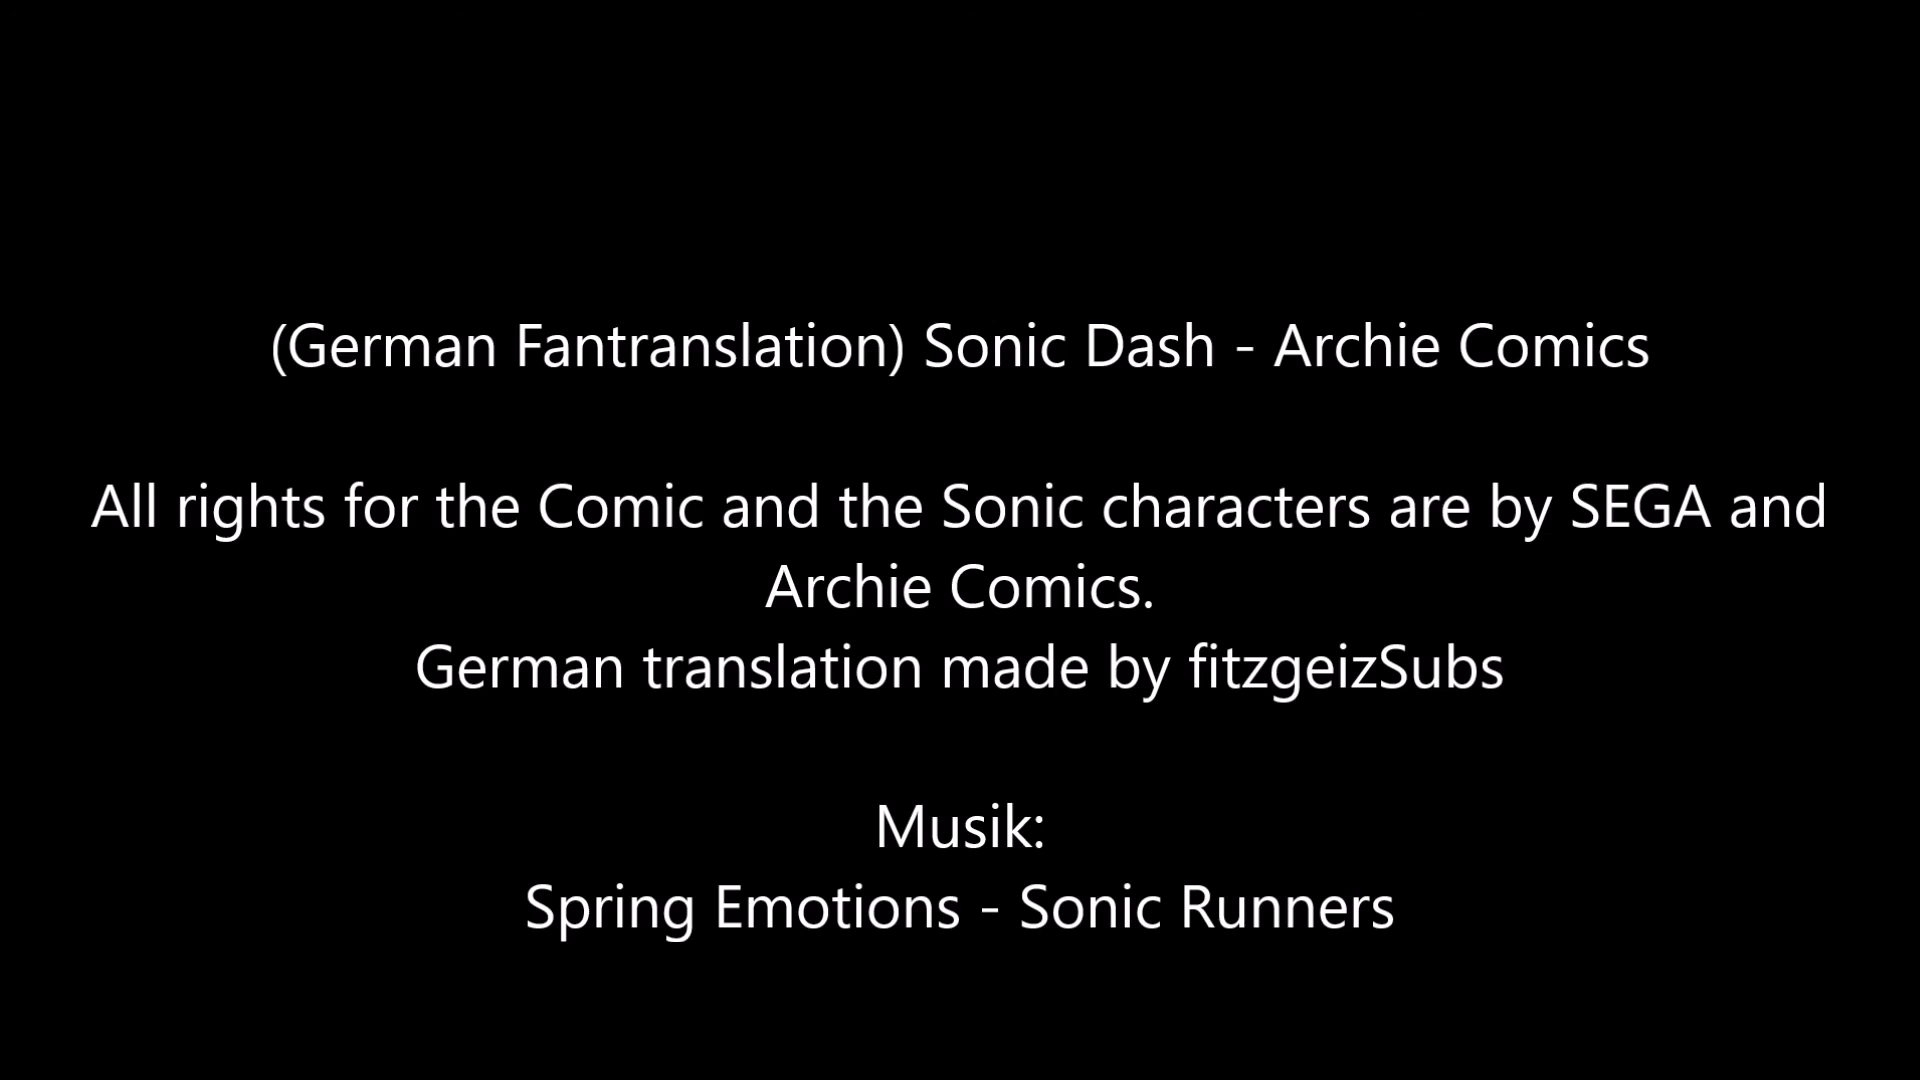 (German Fantranslation) Sonic Dash - Archie Comics
All rights for the Comic and the Sonic characters are by SEGA and
Archie Comics.
German translation made by fitzgeizSubs
Musik:
Spring Emotions - Sonic Runners